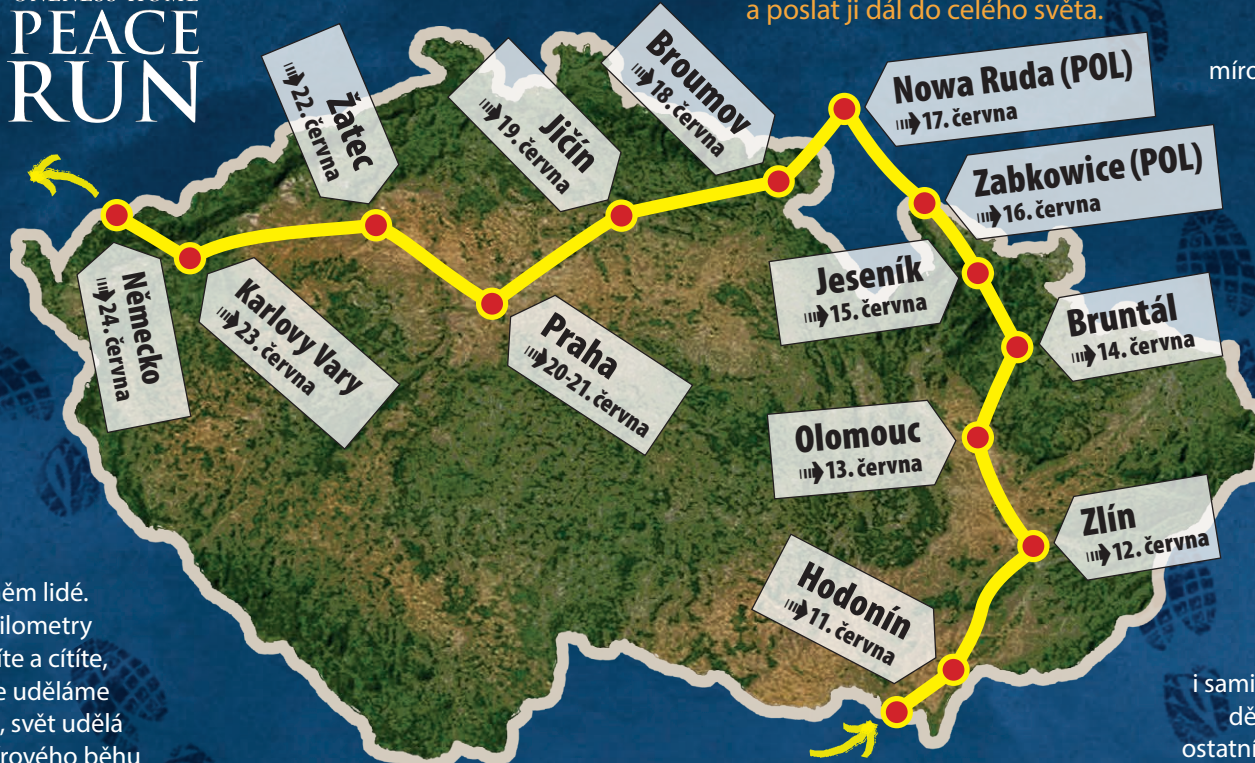 PEACE
RUN
a poslat ji dál do celého světa.
Žatec
22. června
Jičín
19. června
Broumov
18. června
Nowa Ruda (POL)
17. června
Zabkowice (POL)
16. června
Jeseník
15. června
Bruntál
14. června
Německo
24. června
Karlovy Vary
23. června
Praha
20-21. června
Olomouc
13. června
Zlín
12. června
Hodonín
11. června
něm lidé.
ilometry
íte a cítíte,
e uděláme
, svět udělá
rového běhu
míro
i sami
dě
ostatní